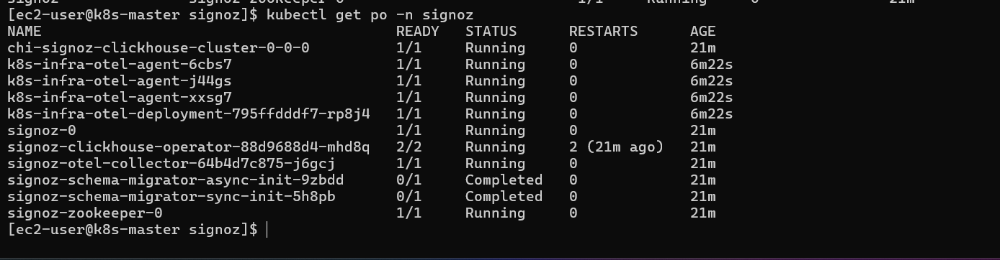 [ec2-user@k8s-master signoz]$ kubectl get po -n signoz
NAME READY STATUS RESTARTS AGE
chi-signoz-clickhouse-cluster-0-0-0 1/1 Running 0 21m
k8s-infra-otel-agent-6cbs7 1/1 Running 0 6m22s
k8s-infra-otel-agent-j44gs 1/1 Running 0 6m22s
k8s-infra-otel-agent-xxsg7 1/1 Running 0 6m22s
k8s-infra-otel-deployment-795ffdddf7-rp8j4 1/1 Running 0 6m22s
signoz-0 1/1 Running 0 21m
signoz-clickhouse-operator-88d9688d4-mhd8q 2/2 Running 2 (21m ago) 21m
signoz-otel-collector-64b4d7c875-j6gcj 1/1 Running 0 21m
signoz-schema-migrator-async-init-9zbdd 0/1 Completed 0 21m
signoz-schema-migrator-sync-init-5h8pb 0/1 Completed 0 21m
signoz-zookeeper-0 1/1 Running 0 21m
[ec2-user@k8s-master signoz]$